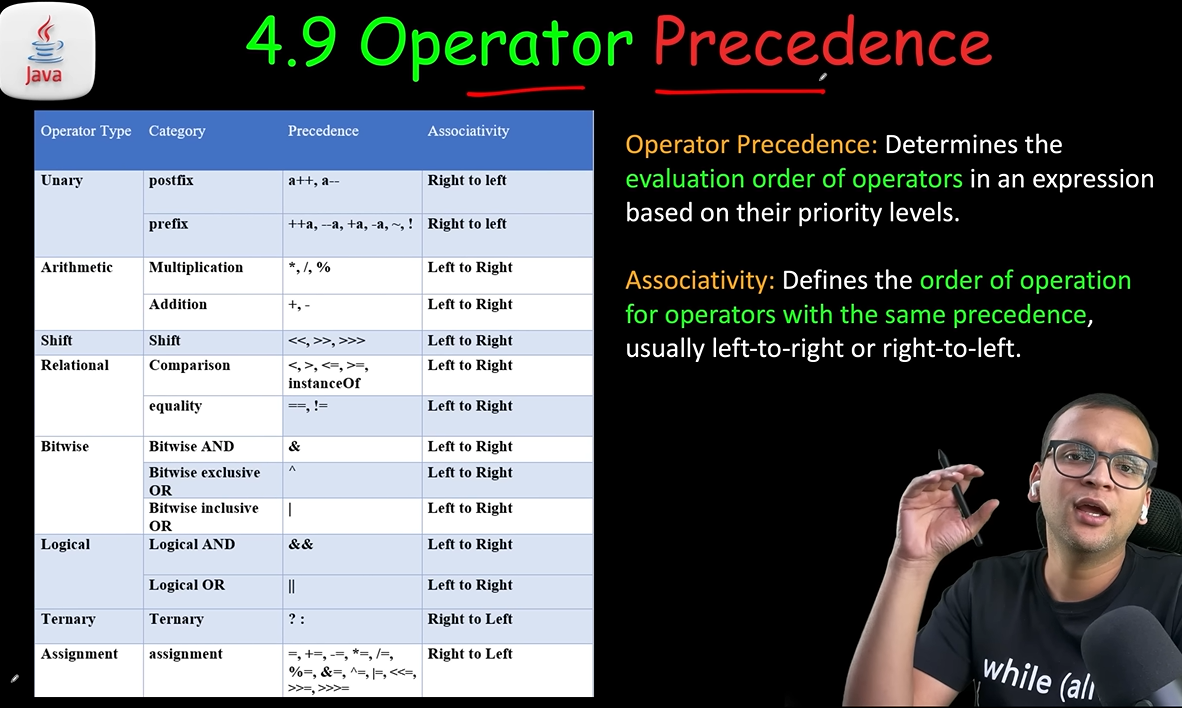 Java
4.9 Operator Precedence
Operator Type Category Precedence Associativity
Unary postfix a++, a-- Right to left
prefix ++a, --a, +a, -a, ~, ! Right to left
Arithmetic Multiplication *, /, % Left to Right
Addition +, - Left to Right
Shift Shift <<, >>, >>> Left to Right
Relational Comparison <, >, <=, >=, Left to Right
instanceOf
equality ==, != Left to Right
Bitwise Bitwise AND & Left to Right
Bitwise exclusive ^ Left to Right
OR
Bitwise inclusive | Left to Right
OR
Logical Logical AND && Left to Right
Logical OR || Left to Right
Ternary Ternary ? : Right to Left
Assignment assignment =, +=, -=, *=, /=, Right to Left
%=, &=, ^=, |=, <<=,
>>=, >>>=
Operator Precedence: Determines the
evaluation order of operators in an expression
based on their priority levels.
Associativity: Defines the order of operation
for operators with the same precedence,
usually left-to-right or right-to-left.
while (ali